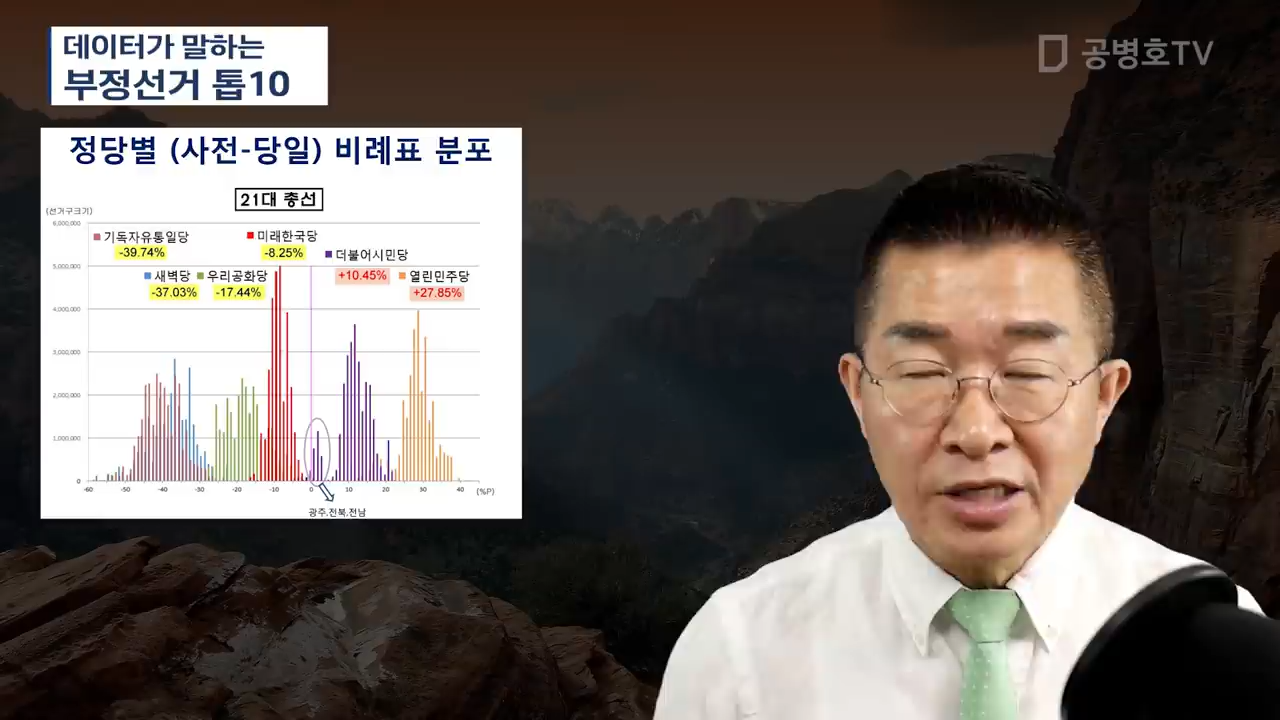 데이터가 말하는
부정선거 톱10
공병호TV
정당별 (사전-당일) 비례표 분포
21대 총선
(선거구크기)
6,000,000
기독자유통일당
-39.74%
미래한국당
-8.25%
더불어시민당
+10.45%
5,000,000
새벽당
-37.03%
우리공화당
-17.44%
열린민주당
+27.85%
4,000,000
3,000,000
2,000,000
1,000,000
0
-60 -50 -40 -30 -20 -10 0 10 20 30 40 (%P)
광주.전북.전남